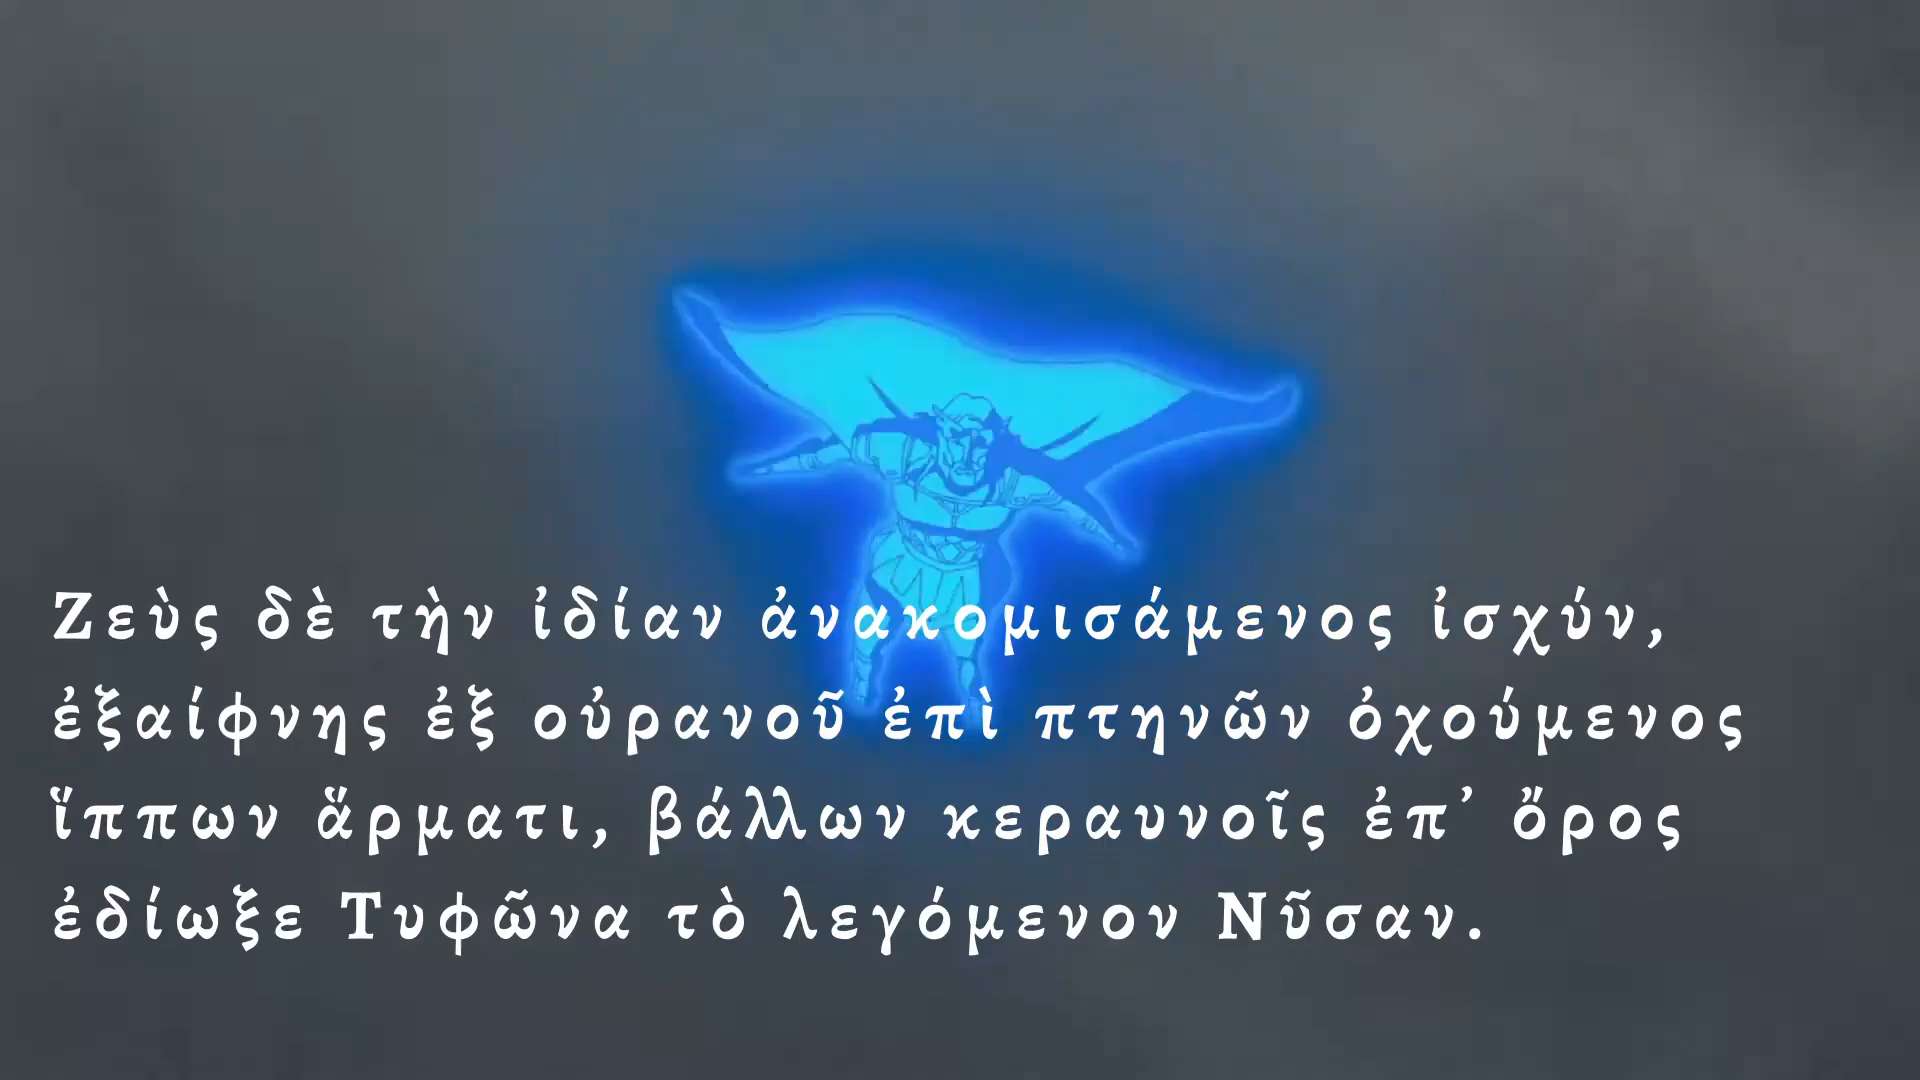 Ζεὺς δὲ τὴν ἰδίαν ἀνακομισάμενος ἰσχύν,
ἐξαίφνης ἐξ οὐρανοῦ ἐπὶ πτηνῶν ὀχούμενος
ἵππων ἅρματι, βάλλων κεραυνοῖς ἐπ’ ὄρος
ἐδίωξε Τυφῶνα τὸ λεγόμενον Νῦσαν.